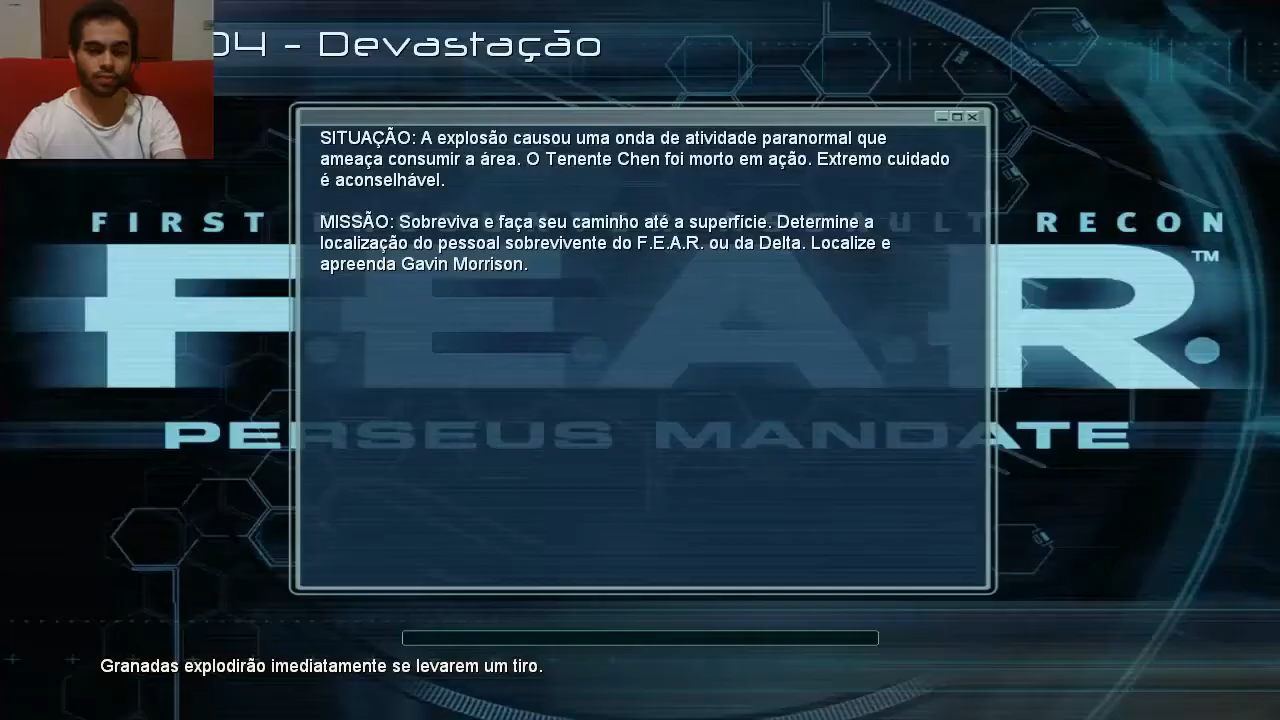 04 - Devastação
SITUAÇÃO: A explosão causou uma onda de atividade paranormal que
ameaça consumir a área. O Tenente Chen foi morto em ação. Extremo cuidado
é aconselhável.
MISSÃO: Sobreviva e faça seu caminho até a superfície. Determine a
localização do pessoal sobrevivente do F.E.A.R. ou da Delta. Localize e
apreenda Gavin Morrison.
FIRST RECON
F.E.A.R.™
PERSEUS MANDATE
Granadas explodirão imediatamente se levarem um tiro.